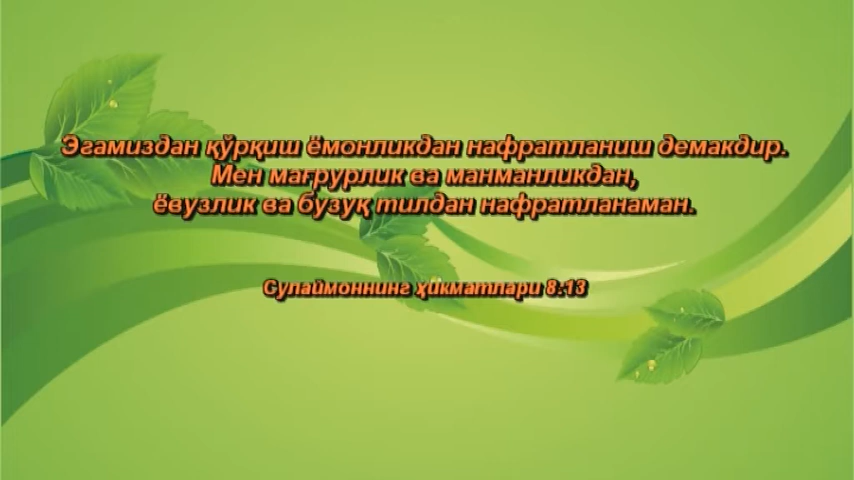 Эгамиздан қўрқиш ёмонликдан нафратланиш демакдир.
Мен мағрурлик ва манманликдан,
ёвузлик ва бузуқ тилдан нафратланаман.
Сулаймоннинг ҳикматлари 8:13